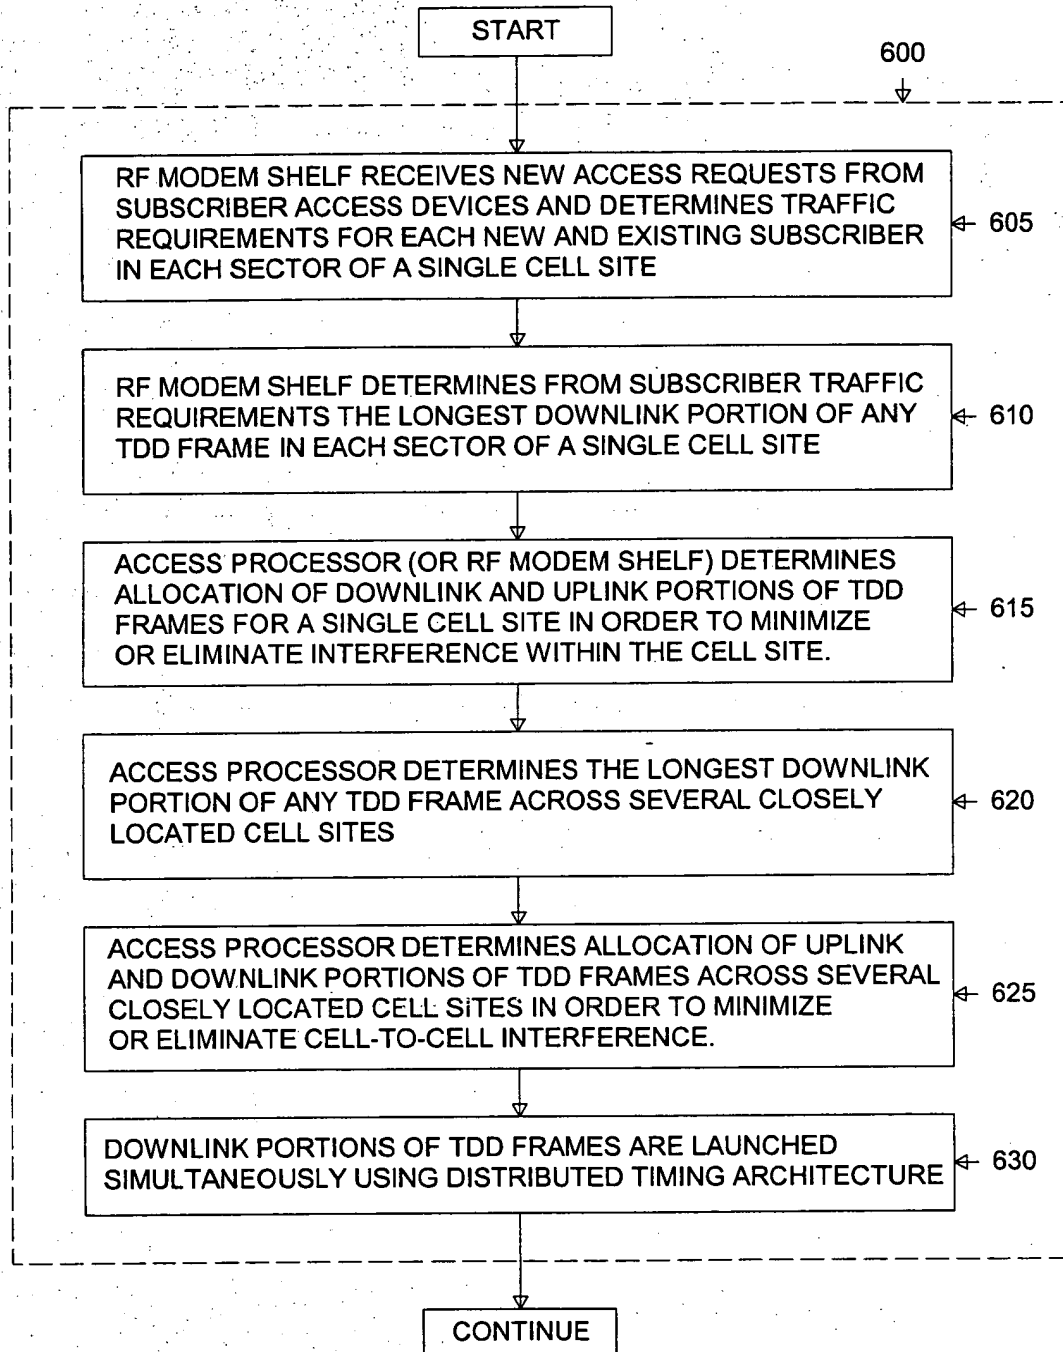 START
600
RF MODEM SHELF RECEIVES NEW ACCESS REQUESTS FROM
SUBSCRIBER ACCESS DEVICES AND DETERMINES TRAFFIC
REQUIREMENTS FOR EACH NEW AND EXISTING SUBSCRIBER
IN EACH SECTOR OF A SINGLE CELL SITE
605
RF MODEM SHELF DETERMINES FROM SUBSCRIBER TRAFFIC
REQUIREMENTS THE LONGEST DOWNLINK PORTION OF ANY
TDD FRAME IN EACH SECTOR OF A SINGLE CELL SITE
610
ACCESS PROCESSOR (OR RF MODEM SHELF) DETERMINES
ALLOCATION OF DOWNLINK AND UPLINK PORTIONS OF TDD
FRAMES FOR A SINGLE CELL SITE IN ORDER TO MINIMIZE
OR ELIMINATE INTERFERENCE WITHIN THE CELL SITE.
615
ACCESS PROCESSOR DETERMINES THE LONGEST DOWNLINK
PORTION OF ANY TDD FRAME ACROSS SEVERAL CLOSELY
LOCATED CELL SITES
620
ACCESS PROCESSOR DETERMINES ALLOCATION OF UPLINK
AND DOWNLINK PORTIONS OF TDD FRAMES ACROSS SEVERAL
CLOSELY LOCATED CELL SITES IN ORDER TO MINIMIZE
OR ELIMINATE CELL-TO-CELL INTERFERENCE.
625
DOWNLINK PORTIONS OF TDD FRAMES ARE LAUNCHED
SIMULTANEOUSLY USING DISTRIBUTED TIMING ARCHITECTURE
630
CONTINUE